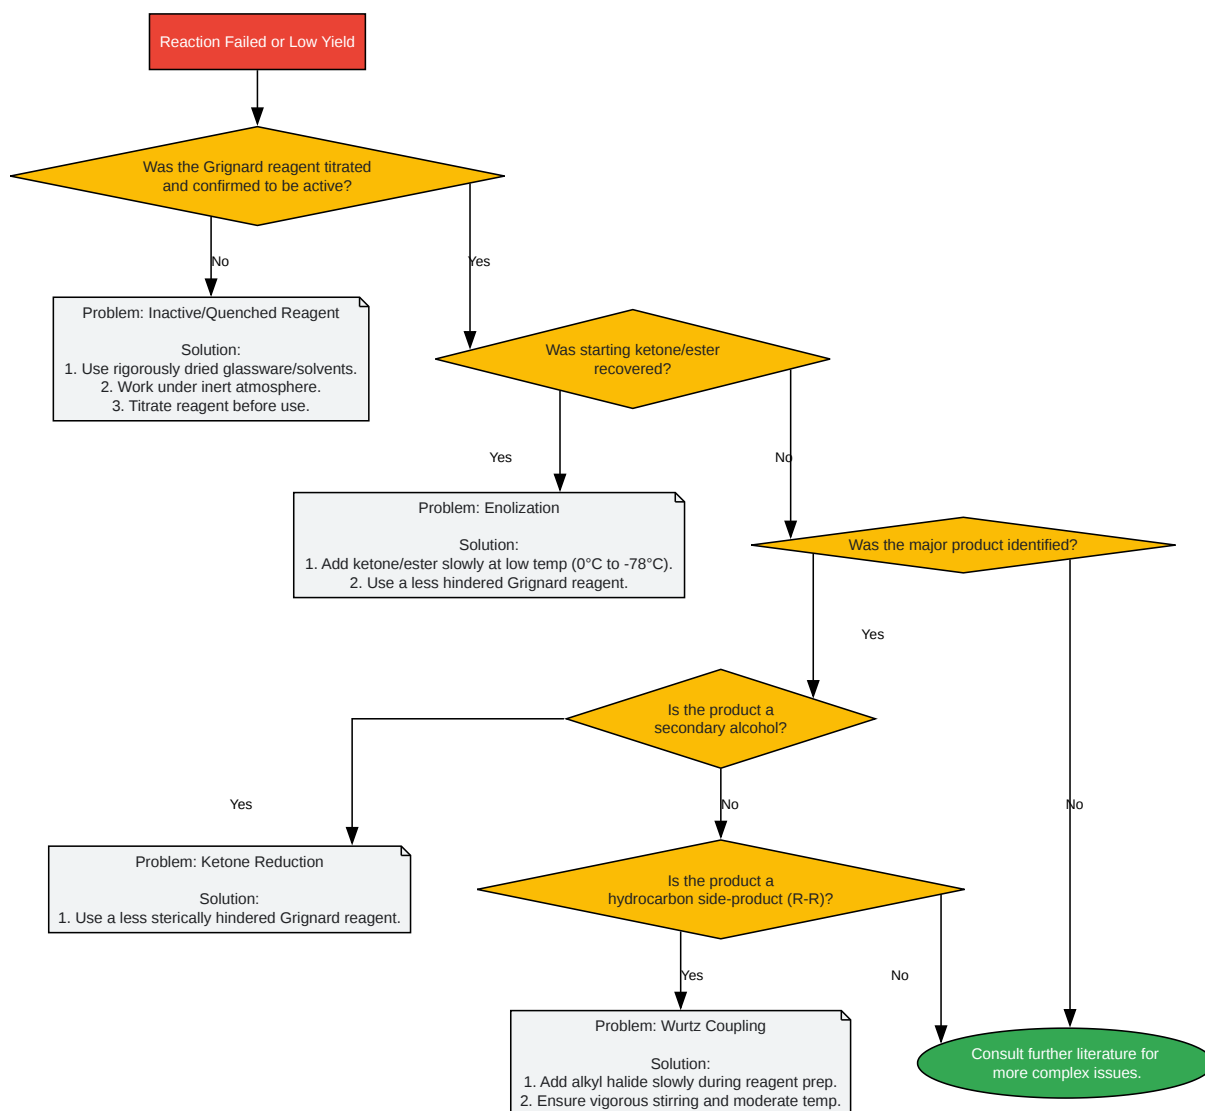 Reaction Failed or Low Yield
Was the Grignard reagent titrated
and confirmed to be active?
No
Yes
Problem: Inactive/Quenched Reagent
Solution:
1. Use rigorously dried glassware/solvents.
2. Work under inert atmosphere.
3. Titrate reagent before use.
Was starting ketone/ester
recovered?
Yes
No
Problem: Enolization
Solution:
1. Add ketone/ester slowly at low temp (0°C to -78°C).
2. Use a less hindered Grignard reagent.
Was the major product identified?
Yes
No
Is the product a
secondary alcohol?
Yes
No
Problem: Ketone Reduction
Solution:
1. Use a less sterically hindered Grignard reagent.
Is the product a
hydrocarbon side-product (R-R)?
Yes
No
Problem: Wurtz Coupling
Solution:
1. Add alkyl halide slowly during reagent prep.
2. Ensure vigorous stirring and moderate temp.
Consult further literature for
more complex issues.